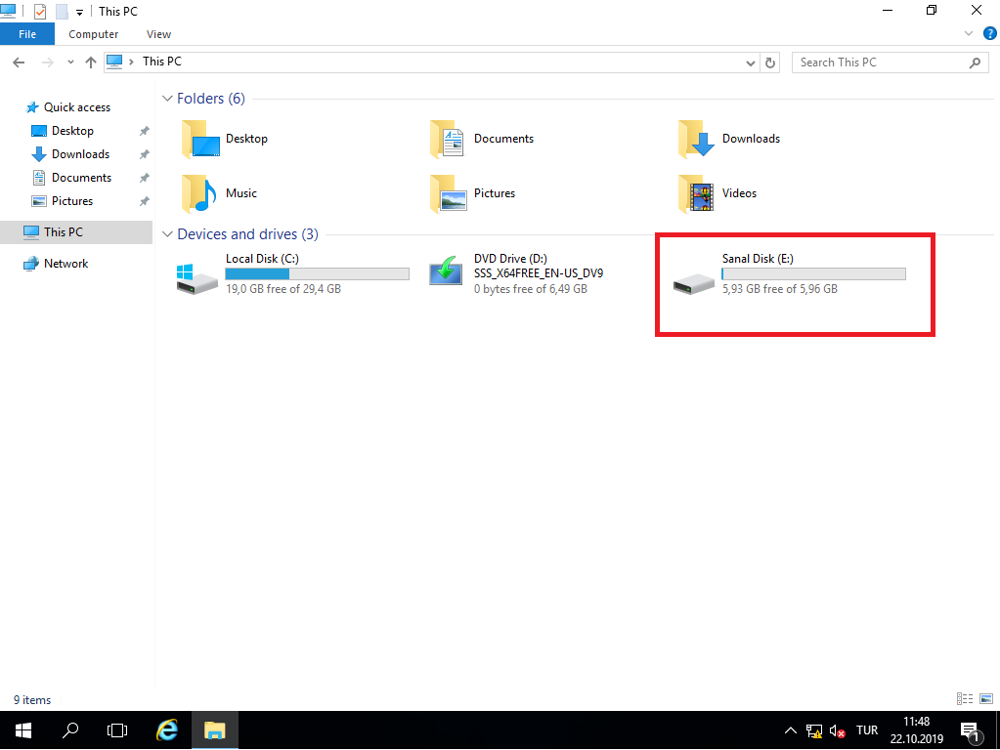 This PC
File
Computer
View
This PC
Search This PC
Quick access
Desktop
Downloads
Documents
Pictures
This PC
Network
Folders (6)
Desktop
Documents
Downloads
Music
Pictures
Videos
Devices and drives (3)
Local Disk (C:)
19,0 GB free of 29,4 GB
DVD Drive (D:)
SSS_X64FREE_EN-US_DV9
0 bytes free of 6,49 GB
Sanal Disk (E:)
5,93 GB free of 5,96 GB
9 items
TUR
11:48
22.10.2019
1